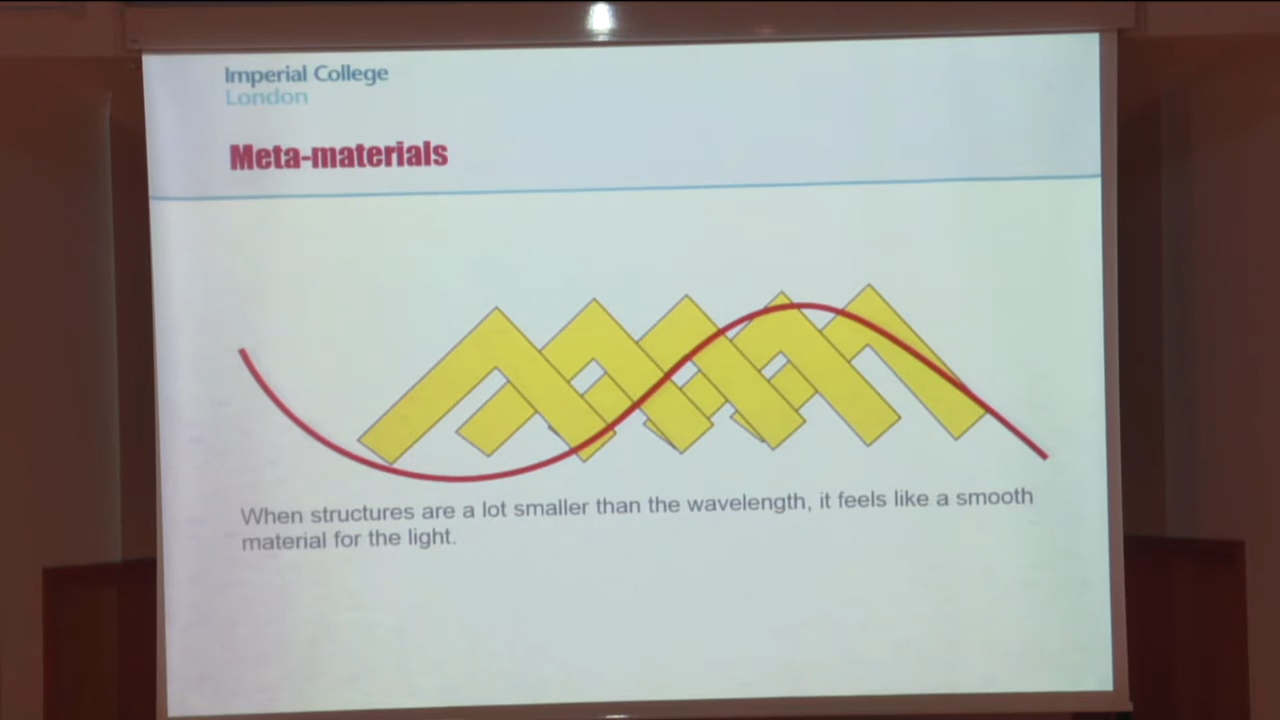 Imperial College
London
Meta-materials
When structures are a lot smaller than the wavelength, it feels like a smooth
material for the light.